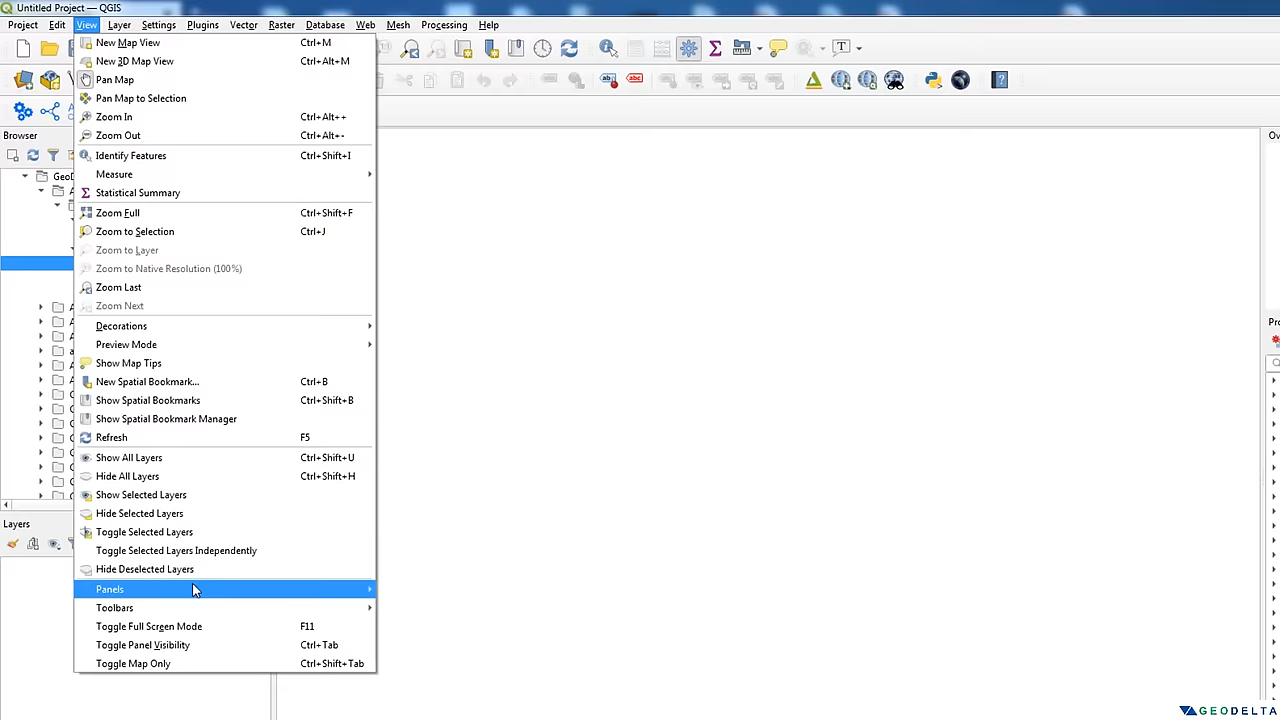 Untitled Project — QGIS
Project Edit View Layer Settings Plugins Vector Raster Database Web Mesh Processing Help
New Map View Ctrl+M
New 3D Map View Ctrl+Alt+M
Pan Map
Pan Map to Selection
Zoom In Ctrl+Alt++
Zoom Out Ctrl+Alt+-
Identify Features Ctrl+Shift+I
Measure
Statistical Summary
Zoom Full Ctrl+Shift+F
Zoom to Selection Ctrl+J
Zoom to Layer
Zoom to Native Resolution (100%)
Zoom Last
Zoom Next
Decorations
Preview Mode
Show Map Tips
New Spatial Bookmark... Ctrl+B
Show Spatial Bookmarks Ctrl+Shift+B
Show Spatial Bookmark Manager
Refresh F5
Show All Layers Ctrl+Shift+U
Hide All Layers Ctrl+Shift+H
Show Selected Layers
Hide Selected Layers
Toggle Selected Layers
Toggle Selected Layers Independently
Hide Deselected Layers
Panels
Toolbars
Toggle Full Screen Mode F11
Toggle Panel Visibility Ctrl+Tab
Toggle Map Only Ctrl+Shift+Tab
Browser
Layers
GEODELTA